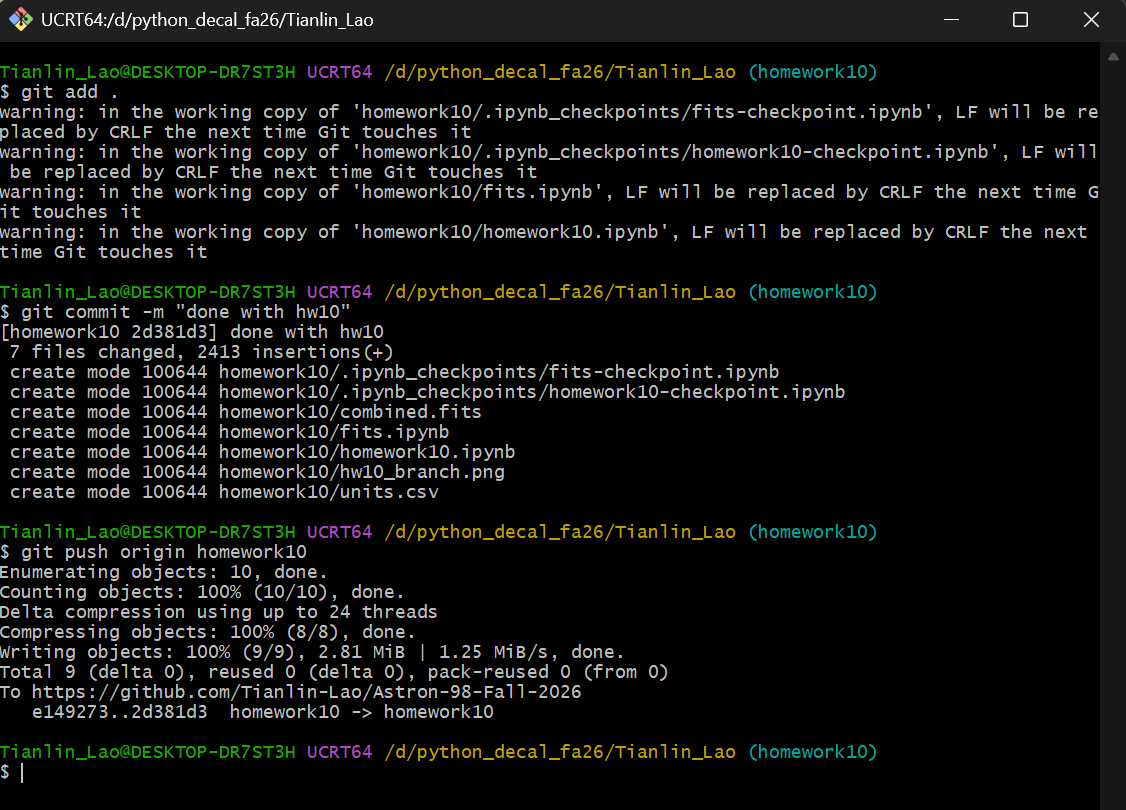 UCRT64:/d/python_decal_fa26/Tianlin_Lao
Tianlin_Lao@DESKTOP-DR7ST3H UCRT64 /d/python_decal_fa26/Tianlin_Lao (homework10)
$ git add .
warning: in the working copy of 'homework10/.ipynb_checkpoints/fits-checkpoint.ipynb', LF will be re
placed by CRLF the next time Git touches it
warning: in the working copy of 'homework10/.ipynb_checkpoints/homework10-checkpoint.ipynb', LF will
 be replaced by CRLF the next time Git touches it
warning: in the working copy of 'homework10/fits.ipynb', LF will be replaced by CRLF the next time G
it touches it
warning: in the working copy of 'homework10/homework10.ipynb', LF will be replaced by CRLF the next
time Git touches it
Tianlin_Lao@DESKTOP-DR7ST3H UCRT64 /d/python_decal_fa26/Tianlin_Lao (homework10)
$ git commit -m "done with hw10"
[homework10 2d381d3] done with hw10
 7 files changed, 2413 insertions(+)
 create mode 100644 homework10/.ipynb_checkpoints/fits-checkpoint.ipynb
 create mode 100644 homework10/.ipynb_checkpoints/homework10-checkpoint.ipynb
 create mode 100644 homework10/combined.fits
 create mode 100644 homework10/fits.ipynb
 create mode 100644 homework10/homework10.ipynb
 create mode 100644 homework10/hw10_branch.png
 create mode 100644 homework10/units.csv
Tianlin_Lao@DESKTOP-DR7ST3H UCRT64 /d/python_decal_fa26/Tianlin_Lao (homework10)
$ git push origin homework10
Enumerating objects: 10, done.
Counting objects: 100% (10/10), done.
Delta compression using up to 24 threads
Compressing objects: 100% (8/8), done.
Writing objects: 100% (9/9), 2.81 MiB | 1.25 MiB/s, done.
Total 9 (delta 0), reused 0 (delta 0), pack-reused 0 (from 0)
To https://github.com/Tianlin-Lao/Astron-98-Fall-2026
   e149273..2d381d3  homework10 -> homework10
Tianlin_Lao@DESKTOP-DR7ST3H UCRT64 /d/python_decal_fa26/Tianlin_Lao (homework10)
$